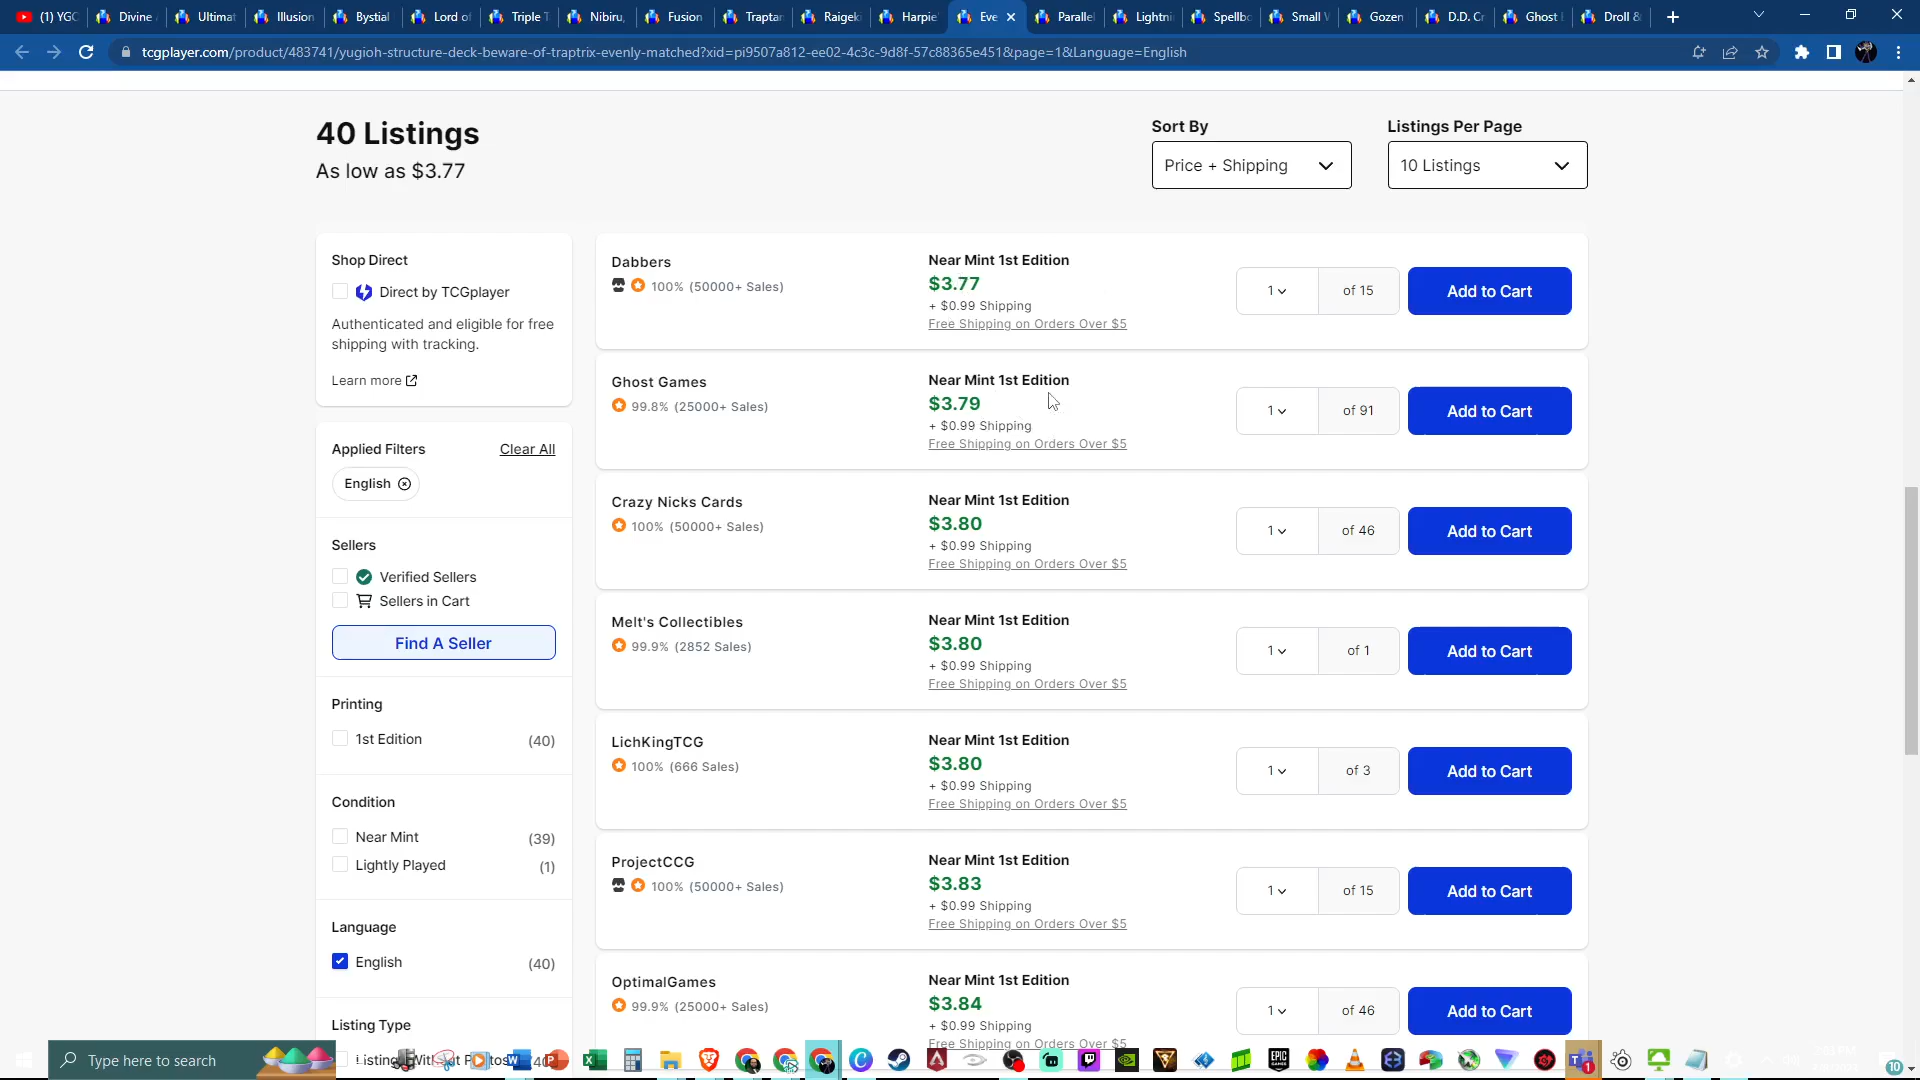 (1) YGO
Divine
Ultimat
Illusion
Bystial
Lord of
Triple T
Nibiru,
Fusion
Traptar
Raigek
Harpie'
Eve
Parallel
Lightni
Spellbo
Small W
Gozen
D.D. Cr
Ghost
Droll &
tcgplayer.com/product/483741/yugioh-structure-deck-beware-of-traptrix-evenly-matched?xid=pi9507a812-ee02-4c3c-9d8f-57c88365e451&page=1&Language=English
40 Listings
As low as $3.77
Sort By
Price + Shipping
Listings Per Page
10 Listings
Shop Direct
Direct by TCGplayer
Authenticated and eligible for free
shipping with tracking.
Learn more
Applied Filters
Clear All
English
Sellers
Verified Sellers
Sellers in Cart
Find A Seller
Printing
1st Edition (40)
Condition
Near Mint (39)
Lightly Played (1)
Language
English (40)
Listing Type
Dabbers
100% (50000+ Sales)
Near Mint 1st Edition
$3.77
+ $0.99 Shipping
Free Shipping on Orders Over $5
1 of 15
Add to Cart
Ghost Games
99.8% (25000+ Sales)
Near Mint 1st Edition
$3.79
+ $0.99 Shipping
Free Shipping on Orders Over $5
1 of 91
Add to Cart
Crazy Nicks Cards
100% (50000+ Sales)
Near Mint 1st Edition
$3.80
+ $0.99 Shipping
Free Shipping on Orders Over $5
1 of 46
Add to Cart
Melt's Collectibles
99.9% (2852 Sales)
Near Mint 1st Edition
$3.80
+ $0.99 Shipping
Free Shipping on Orders Over $5
1 of 1
Add to Cart
LichKingTCG
100% (666 Sales)
Near Mint 1st Edition
$3.80
+ $0.99 Shipping
Free Shipping on Orders Over $5
1 of 3
Add to Cart
ProjectCCG
100% (50000+ Sales)
Near Mint 1st Edition
$3.83
+ $0.99 Shipping
Free Shipping on Orders Over $5
1 of 15
Add to Cart
OptimalGames
99.9% (25000+ Sales)
Near Mint 1st Edition
$3.84
+ $0.99 Shipping
Free Shipping on Orders Over $5
1 of 46
Add to Cart
Type here to search
10